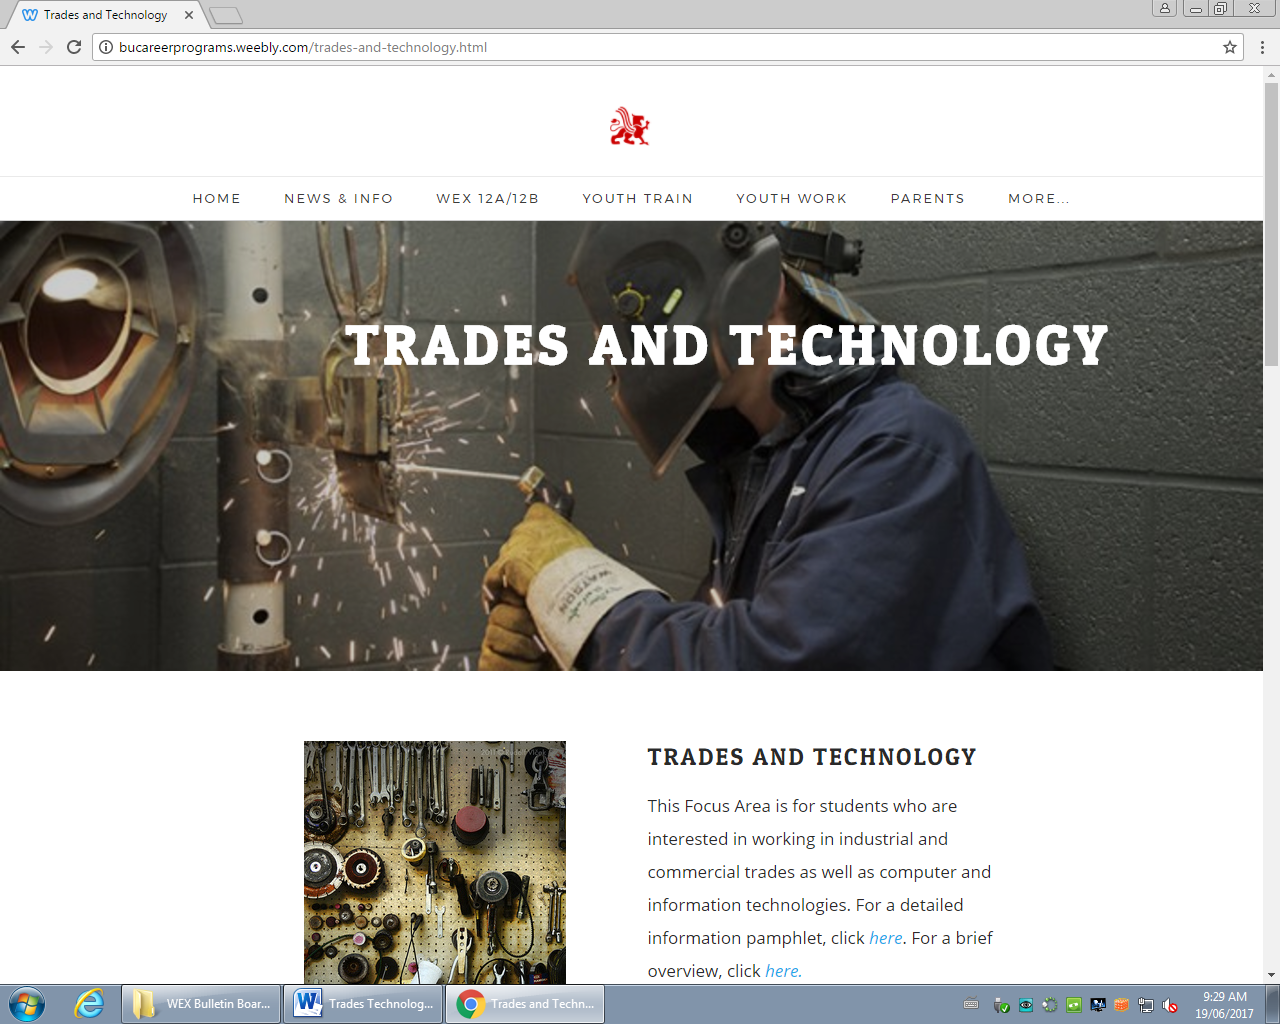 Trades and Technology
bucareerprograms.weebly.com/trades-and-technology.html
HOME NEWS & INFO WEX 12A/12B YOUTH TRAIN YOUTH WORK PARENTS MORE...
TRADES AND TECHNOLOGY
WATSON
TRADES AND TECHNOLOGY
This Focus Area is for students who are
interested in working in industrial and
commercial trades as well as computer and
information technologies. For a detailed
information pamphlet, click here. For a brief
overview, click here.
WEX Bulletin Boar... Trades Technolog... Trades and Techn...
9:29 AM
19/06/2017